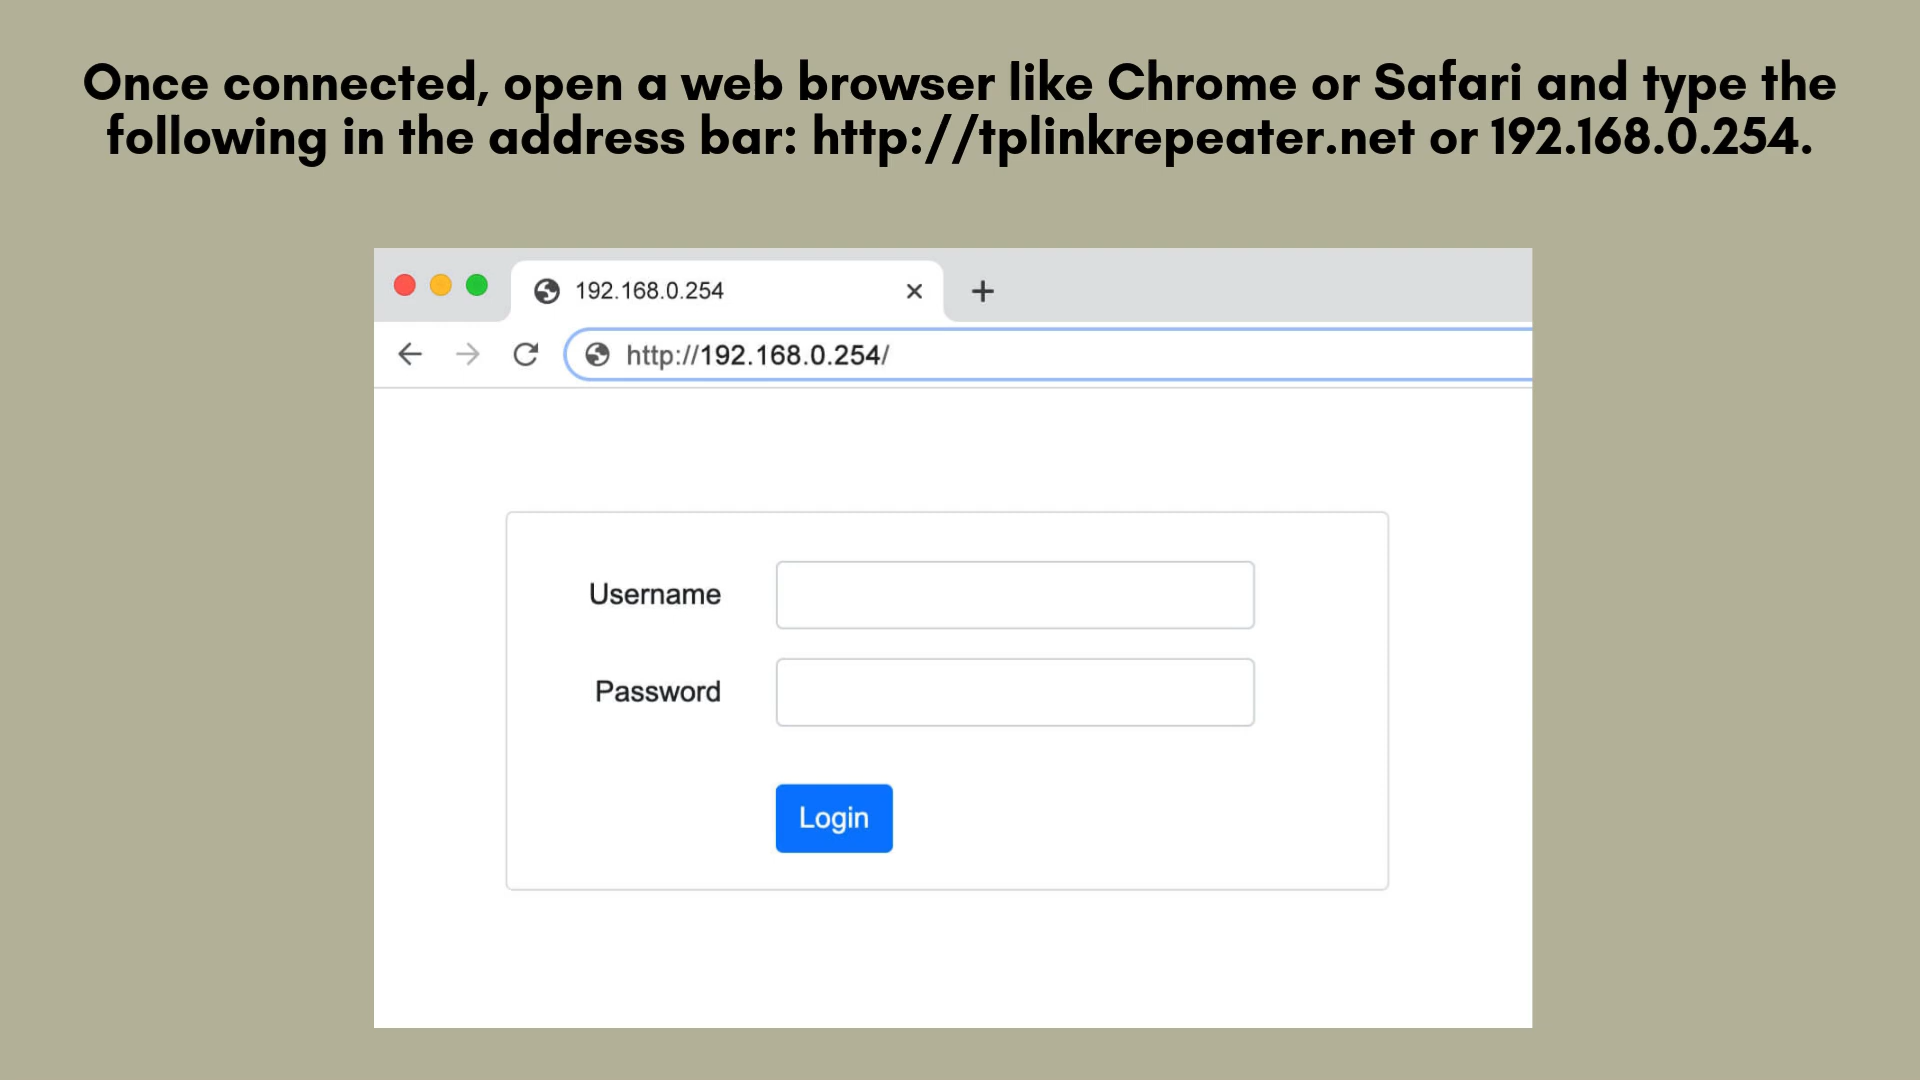 Once connected, open a web browser like Chrome or Safari and type the
following in the address bar: http://tplinkrepeater.net or 192.168.0.254.
192.168.0.254
http://192.168.0.254/
Username
Password
Login